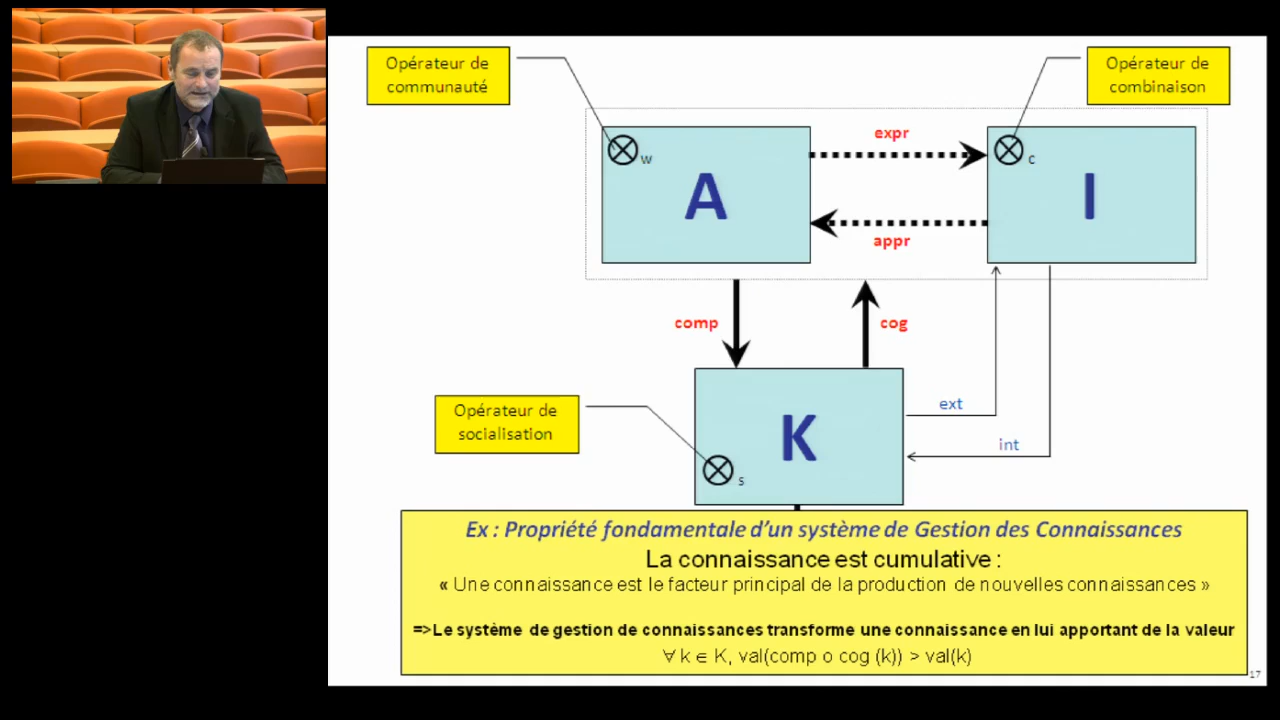 Opérateur de
communauté
Opérateur de
combinaison
expr
w
c
A
I
appr
comp
cog
Opérateur de
socialisation
K
ext
int
s
Ex : Propriété fondamentale d'un système de Gestion des Connaissances
La connaissance est cumulative :
« Une connaissance est le facteur principal de la production de nouvelles connaissances »
=>Le système de gestion de connaissances transforme une connaissance en lui apportant de la valeur
∀ k ∈ K, val(comp o cog (k)) > val(k)
17